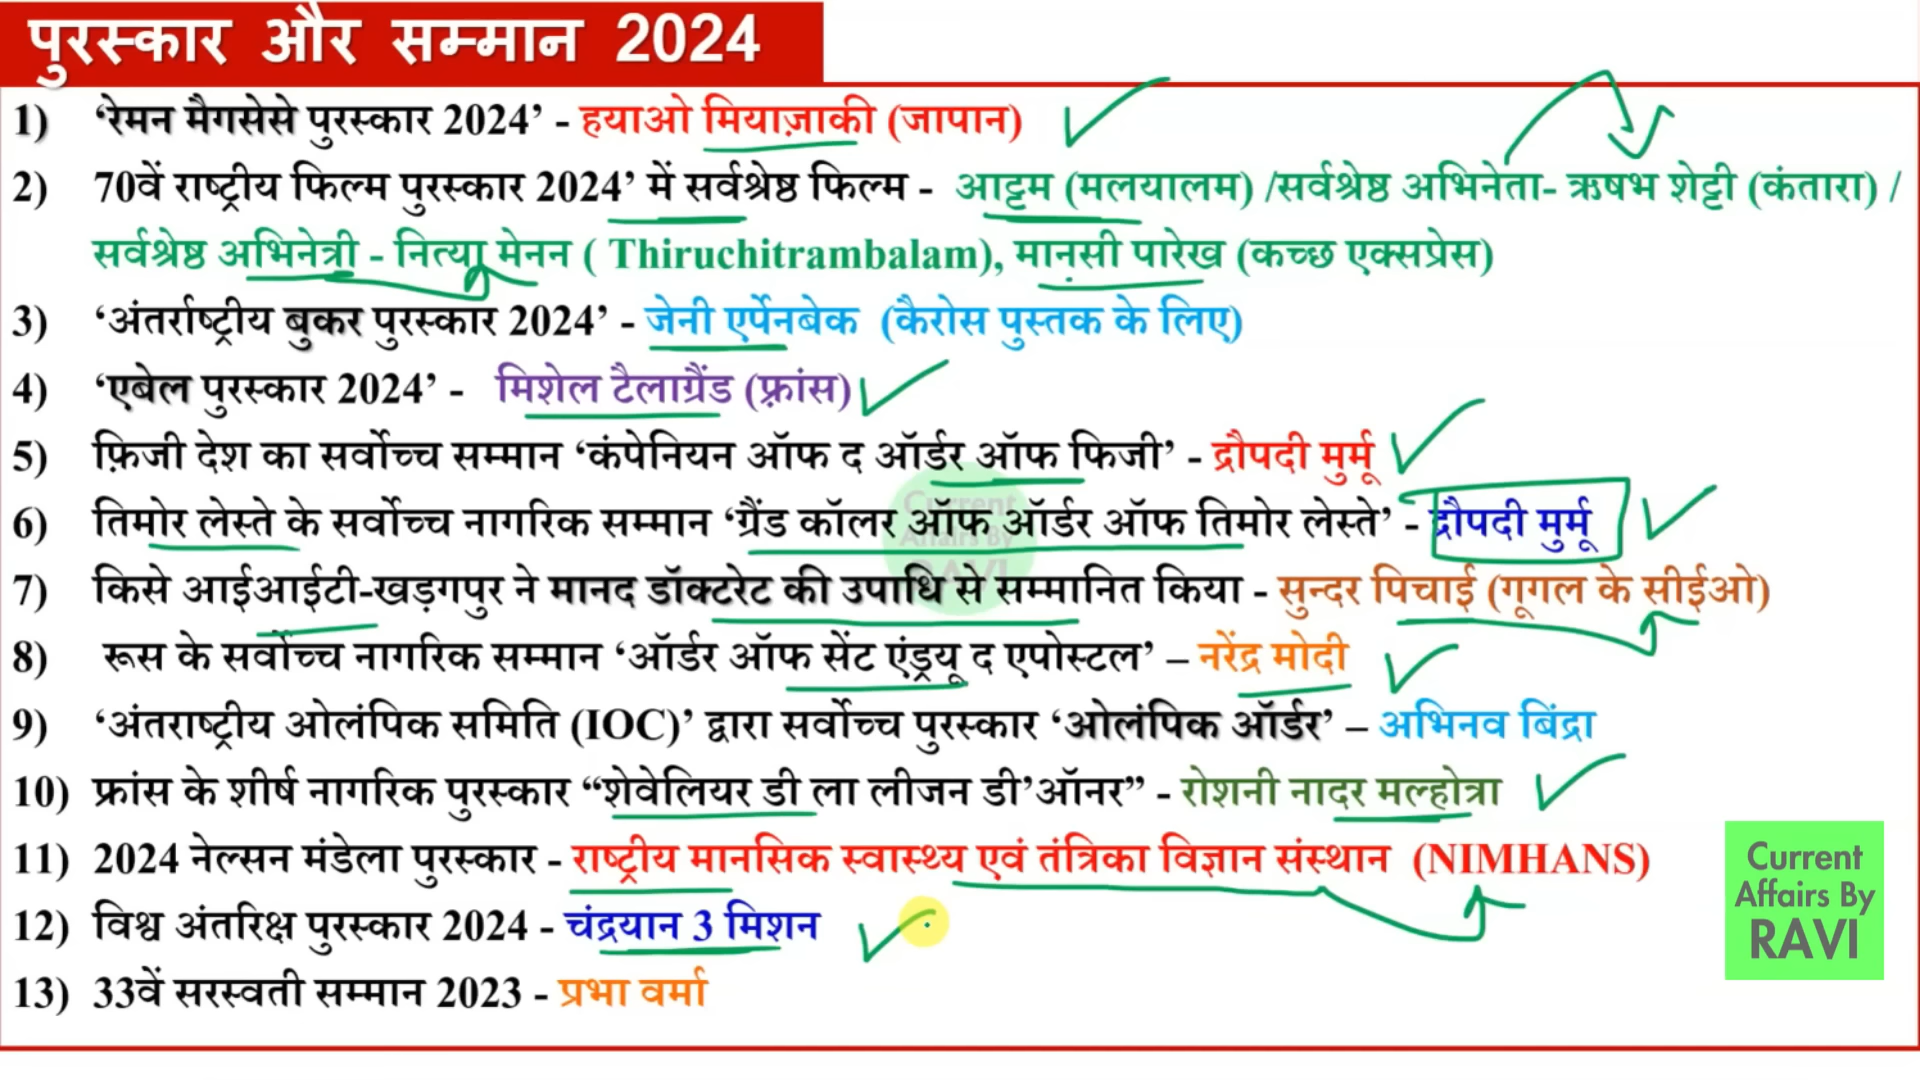 पुरस्कार और सम्मान 2024
1) ‘रेमन मैगसेसे पुरस्कार 2024’ - हयाओ मियाज़ाकी (जापान)
2) 70वें राष्ट्रीय फिल्म पुरस्कार 2024’ में सर्वश्रेष्ठ फिल्म - आट्टम (मलयालम) /सर्वश्रेष्ठ अभिनेता- ऋषभ शेट्टी (कंतारा) /
सर्वश्रेष्ठ अभिनेत्री - नित्या मेनन ( Thiruchitrambalam), मानसी पारेख (कच्छ एक्सप्रेस)
3) ‘अंतर्राष्ट्रीय बुकर पुरस्कार 2024’ - जेनी एर्पेनबेक (कैरोस पुस्तक के लिए)
4) ‘एबेल पुरस्कार 2024’ - मिशेल टैलाग्रैंड (फ़्रांस)
5) फ़िजी देश का सर्वोच्च सम्मान ‘कंपेनियन ऑफ द ऑर्डर ऑफ फिजी’ - द्रौपदी मुर्मू
6) तिमोर लेस्ते के सर्वोच्च नागरिक सम्मान ‘ग्रैंड कॉलर ऑफ ऑर्डर ऑफ तिमोर लेस्ते’ - द्रौपदी मुर्मू
7) किसे आईआईटी-खड़गपुर ने मानद डॉक्टरेट की उपाधि से सम्मानित किया - सुन्दर पिचाई (गूगल के सीईओ)
8) रूस के सर्वोच्च नागरिक सम्मान ‘ऑर्डर ऑफ सेंट एंड्रयू द एपोस्टल’ – नरेंद्र मोदी
9) ‘अंतराष्ट्रीय ओलंपिक समिति (IOC)’ द्वारा सर्वोच्च पुरस्कार ‘ओलंपिक ऑर्डर’ – अभिनव बिंद्रा
10) फ्रांस के शीर्ष नागरिक पुरस्कार “शेवेलियर डी ला लीजन डी’ऑनर” - रोशनी नादर मल्होत्रा
11) 2024 नेल्सन मंडेला पुरस्कार - राष्ट्रीय मानसिक स्वास्थ्य एवं तंत्रिका विज्ञान संस्थान (NIMHANS)
12) विश्व अंतरिक्ष पुरस्कार 2024 - चंद्रयान 3 मिशन
13) 33वें सरस्वती सम्मान 2023 - प्रभा वर्मा
Current
Affairs By
RAVI
Current
Affairs By
RAVI